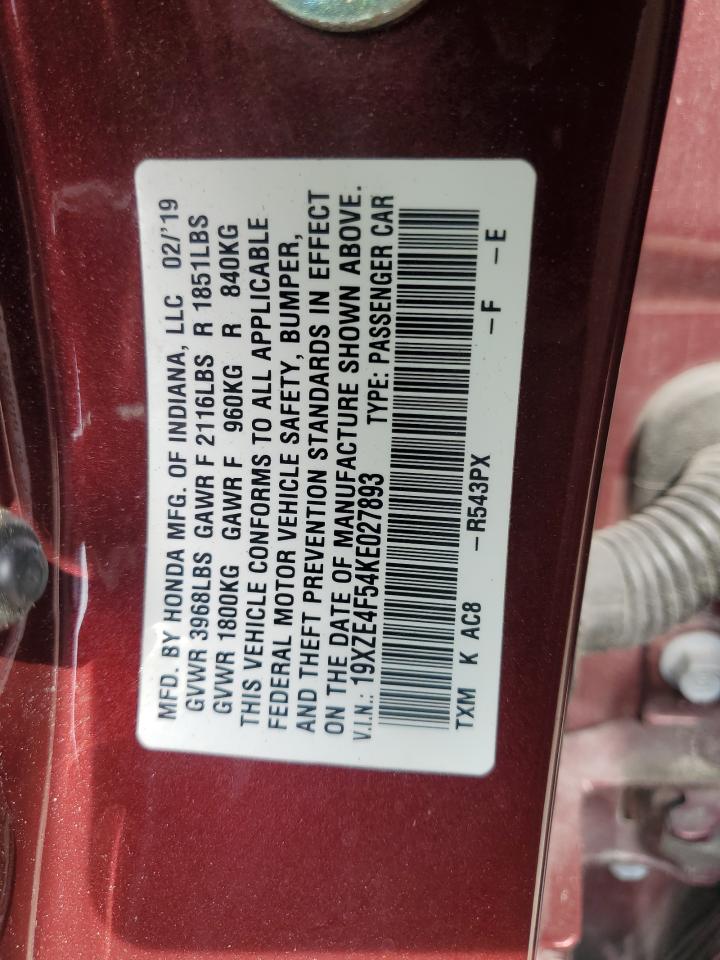 MFD. BY HONDA MFG. OF INDIANA, LLC 02/'19
GVWR 3968LBS GAWR F 2116LBS R 1851LBS
GVWR 1800KG GAWR F 960KG R 840KG
THIS VEHICLE CONFORMS TO ALL APPLICABLE
FEDERAL MOTOR VEHICLE SAFETY, BUMPER,
AND THEFT PREVENTION STANDARDS IN EFFECT
ON THE DATE OF MANUFACTURE SHOWN ABOVE.
V.I.N.: 19XZE4F54KE027893 TYPE: PASSENGER CAR
TXM K AC8 –R543PX –F –E